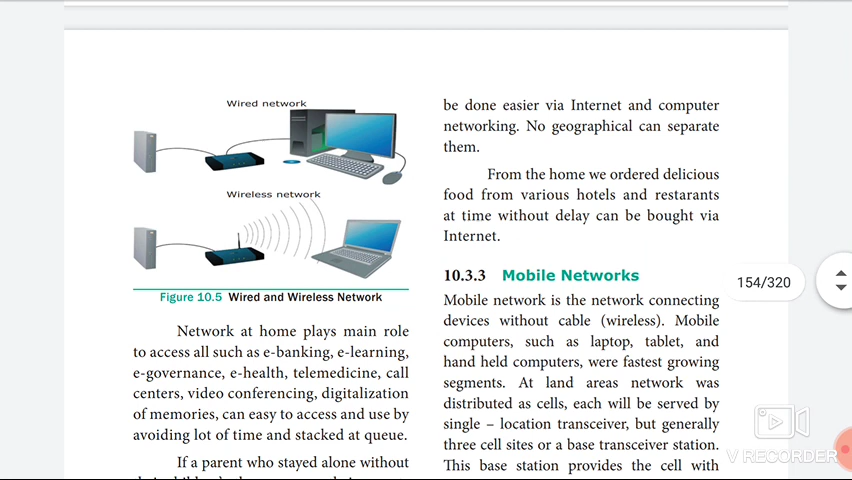 Wired network
Wireless network
Figure 10.5 Wired and Wireless Network
Network at home plays main role
to access all such as e-banking, e-learning,
e-governance, e-health, telemedicine, call
centers, video conferencing, digitalization
of memories, can easy to access and use by
avoiding lot of time and stacked at queue.
If a parent who stayed alone without
be done easier via Internet and computer
networking. No geographical can separate
them.
From the home we ordered delicious
food from various hotels and restarants
at time without delay can be bought via
Internet.
10.3.3 Mobile Networks
Mobile network is the network connecting
devices without cable (wireless). Mobile
computers, such as laptop, tablet, and
hand held computers, were fastest growing
segments. At land areas network was
distributed as cells, each will be served by
single – location transceiver, but generally
three cell sites or a base transceiver station.
This base station provides the cell with
154/320
V RECORDER